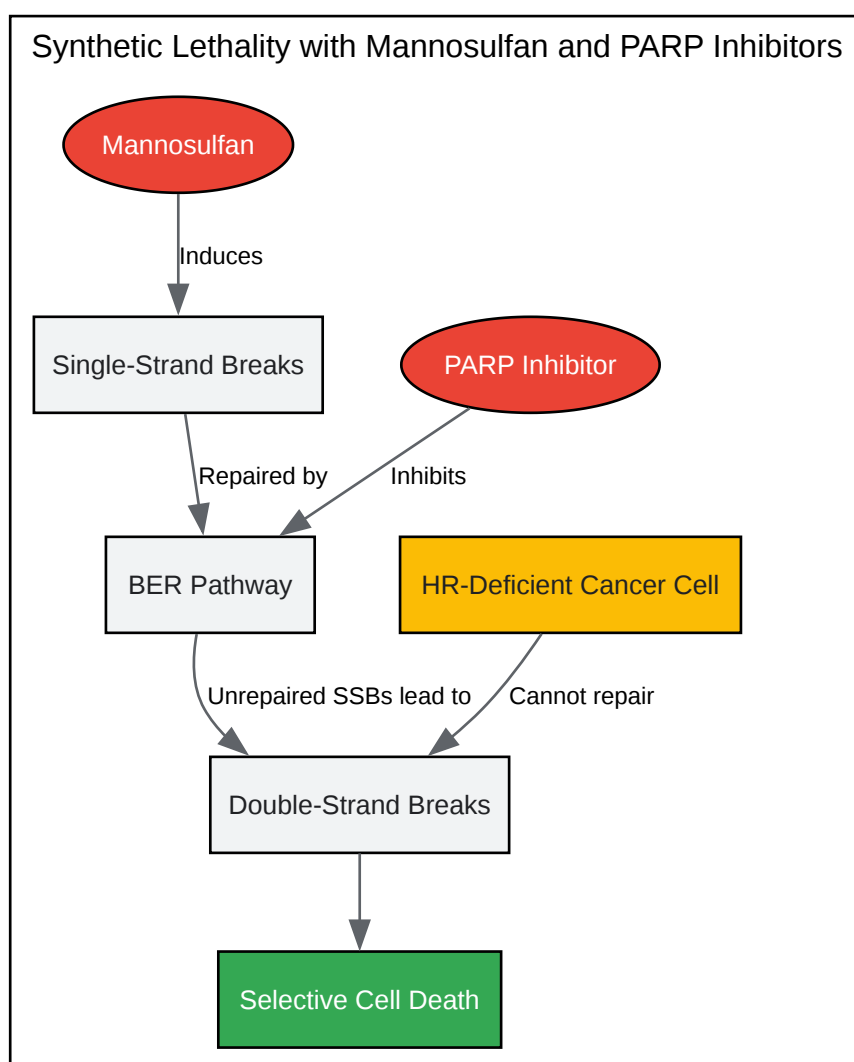 Synthetic Lethality with Mannosulfan and PARP Inhibitors
Mannosulfan
Induces
Single-Strand Breaks
PARP Inhibitor
Repaired by
Inhibits
BER Pathway
HR-Deficient Cancer Cell
Unrepaired SSBs lead to
Cannot repair
Double-Strand Breaks
Selective Cell Death